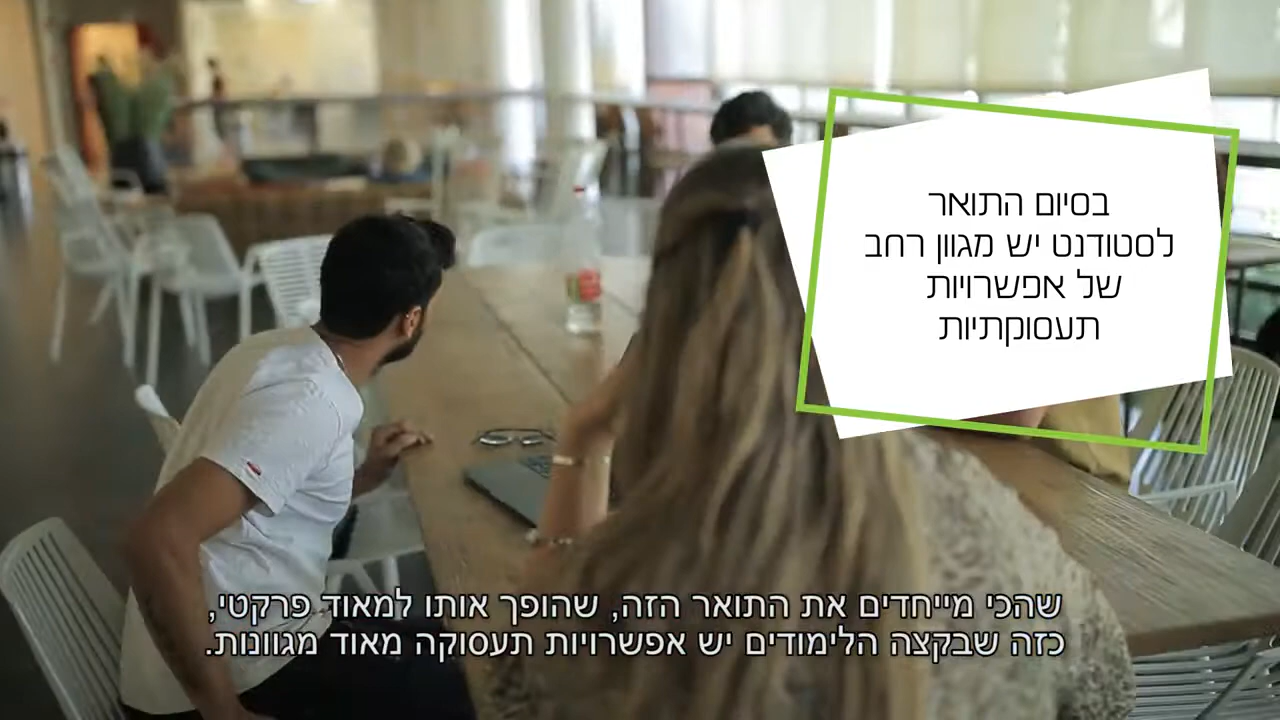 בסיום התואר
לסטודנט יש מגוון רחב
של אפשרויות
תעסוקתיות
שהכי מייחדים את התואר הזה, שהופך אותו למאוד פרקטי,
כזה שבקצה הלימודים יש אפשרויות תעסוקה מאוד מגוונות.